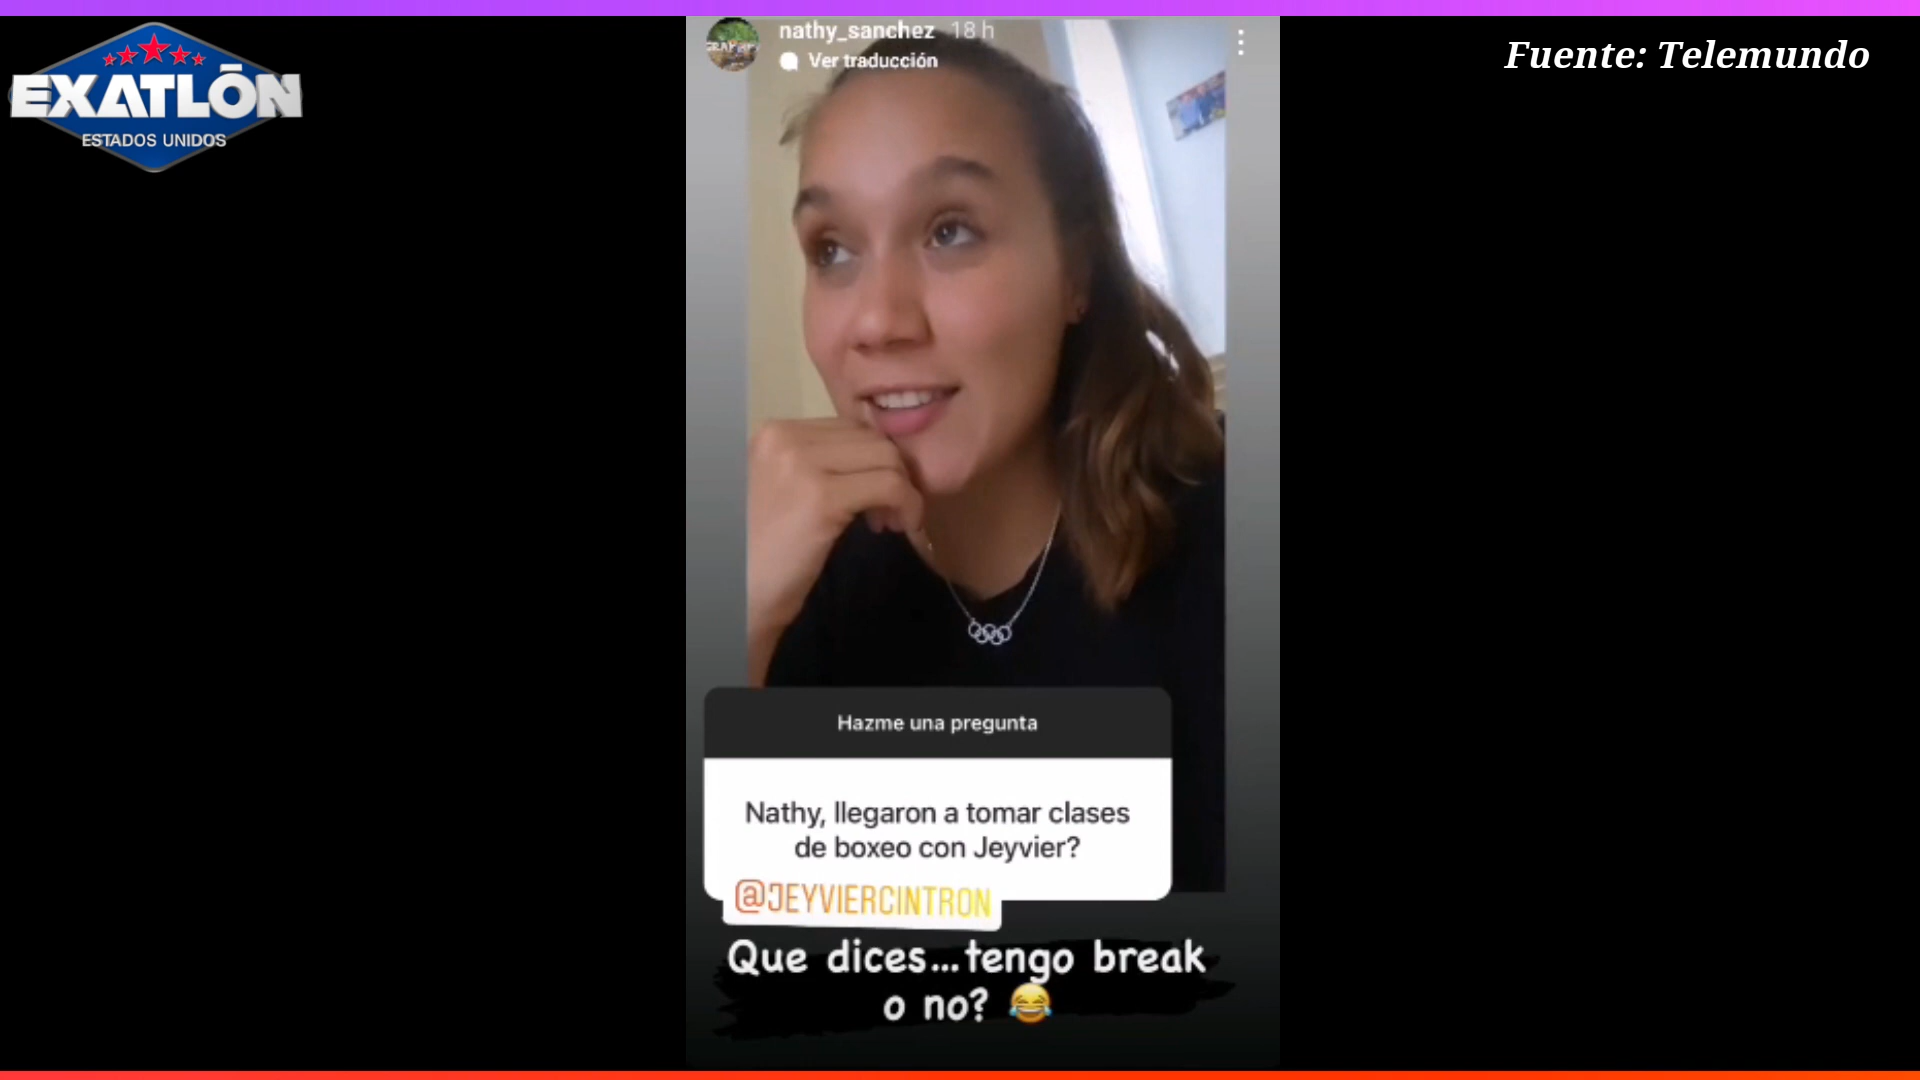 EXATLŌN
ESTADOS UNIDOS
nathy_sanchez 18 h
Ver traducción
Fuente: Telemundo
Hazme una pregunta
Nathy, llegaron a tomar clases
de boxeo con Jeyvier?
@JEYVIERCINTRON
Que dices...tengo break
o no? 😂